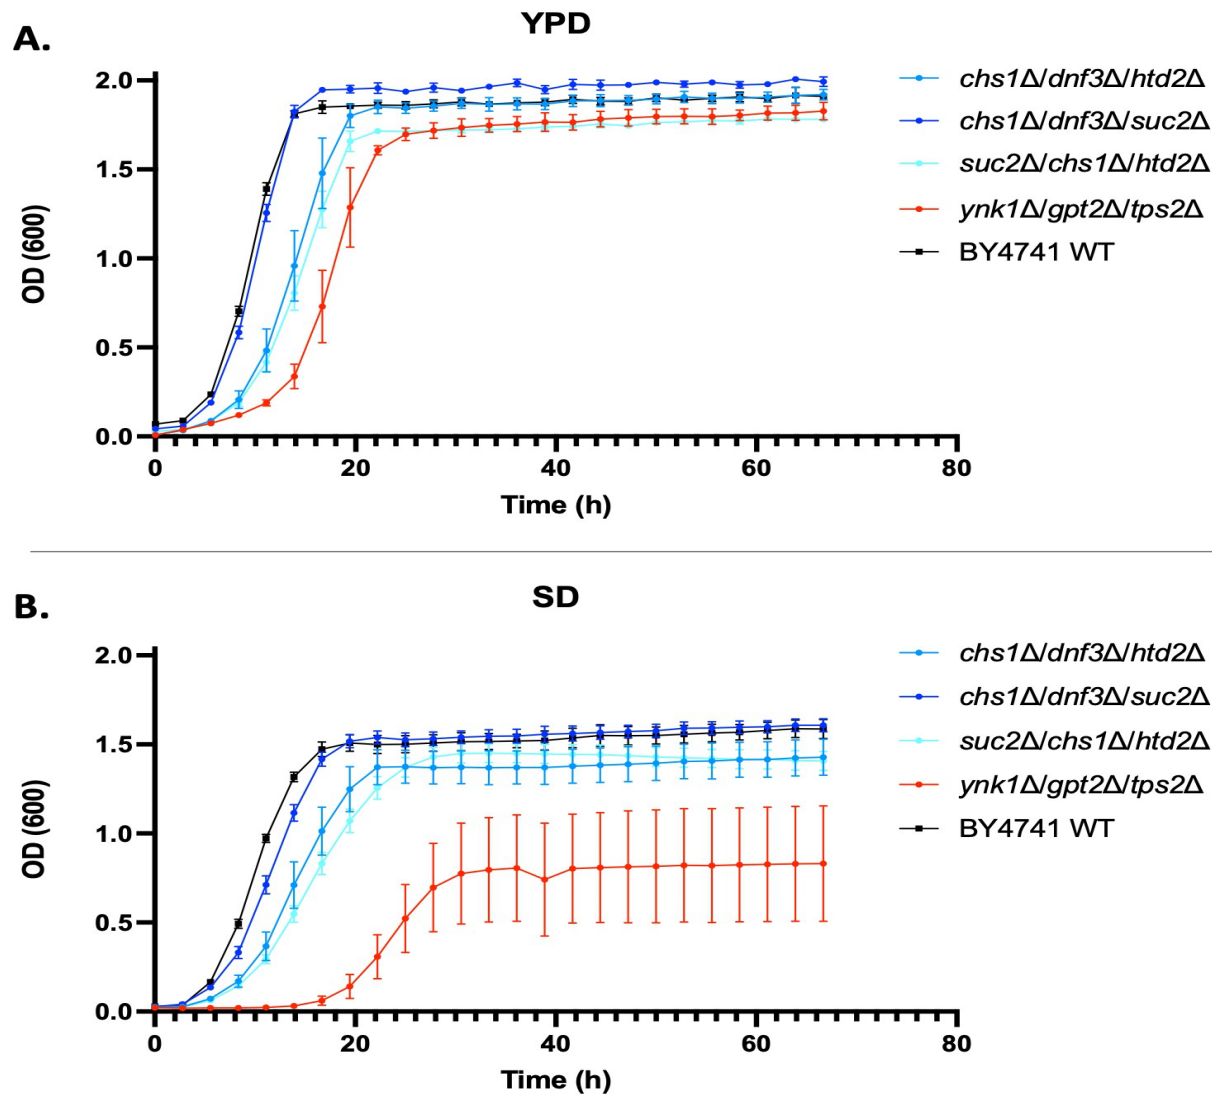 A.
YPD
2.0
1.5
1.0
0.5
0.0
OD (600)
0 20 40 60 80
Time (h)
chs1Δ/dnf3Δ/htd2Δ
chs1Δ/dnf3Δ/suc2Δ
suc2Δ/chs1Δ/htd2Δ
ynk1Δ/gpt2Δ/tps2Δ
BY4741 WT
B.
SD
2.0
1.5
1.0
0.5
0.0
OD (600)
0 20 40 60 80
Time (h)
chs1Δ/dnf3Δ/htd2Δ
chs1Δ/dnf3Δ/suc2Δ
suc2Δ/chs1Δ/htd2Δ
ynk1Δ/gpt2Δ/tps2Δ
BY4741 WT